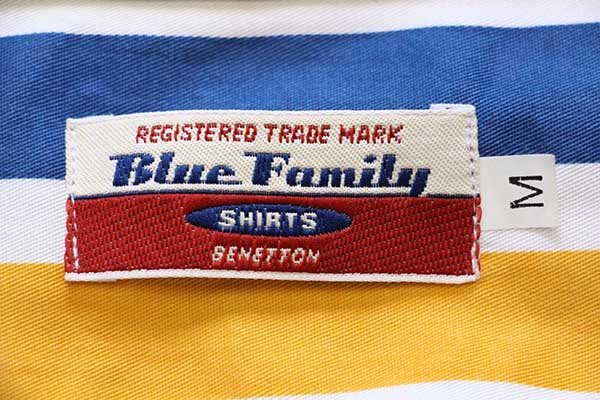 REGISTERED TRADE MARK
Blue Family
SHIRTS
BENETTON
M